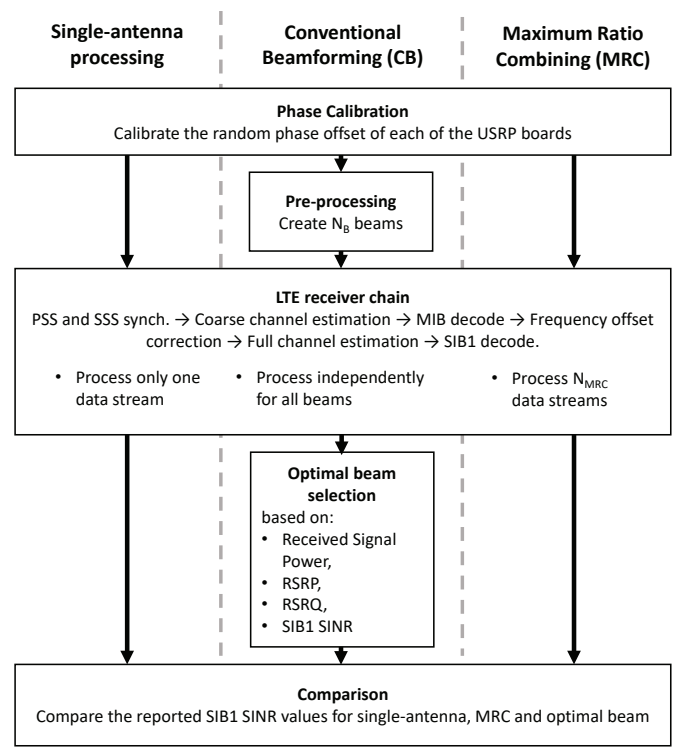 Single-antenna
processing
Conventional
Beamforming (CB)
Maximum Ratio
Combining (MRC)
Phase Calibration
Calibrate the random phase offset of each of the USRP boards
Pre-processing
Create N_B beams
LTE receiver chain
PSS and SSS synch. → Coarse channel estimation → MIB decode → Frequency offset
correction → Full channel estimation → SIB1 decode.
• Process only one
data stream
• Process independently
for all beams
• Process N_MRC
data streams
Optimal beam
selection
based on:
• Received Signal
Power,
• RSRP,
• RSRQ,
• SIB1 SINR
Comparison
Compare the reported SIB1 SINR values for single-antenna, MRC and optimal beam